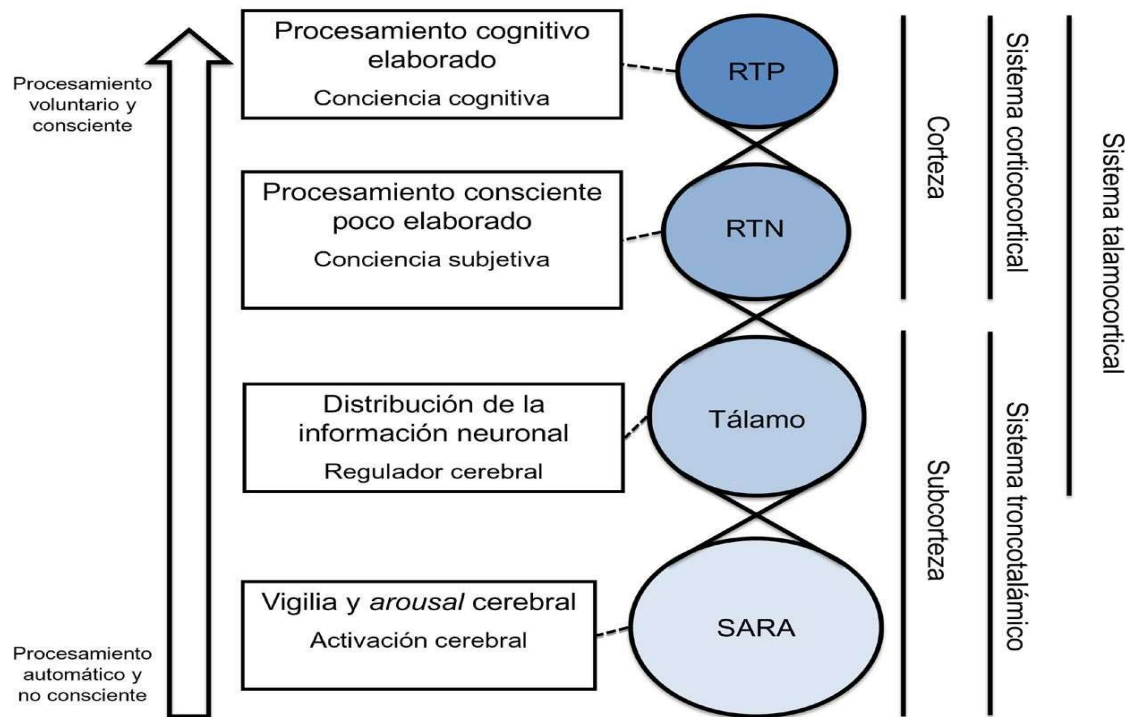 Procesamiento
voluntario y
consciente
Procesamiento cognitivo
elaborado
Conciencia cognitiva
RTP
Procesamiento consciente
poco elaborado
Conciencia subjetiva
RTN
Distribución de la
información neuronal
Regulador cerebral
Tálamo
Vigilia y arousal cerebral
Activación cerebral
SARA
Procesamiento
automático y
no consciente
Corteza
Subcorteza
Sistema corticocortical
Sistema troncotalámico
Sistema talamocortical